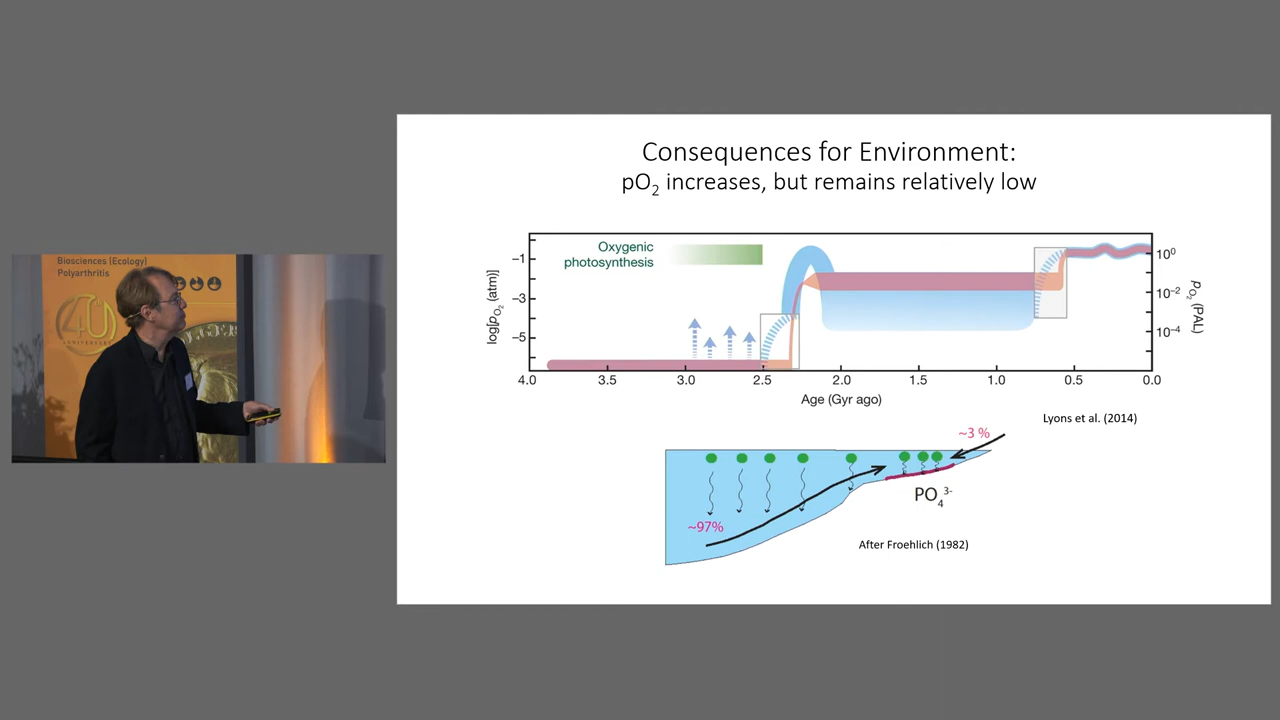 Biosciences (Ecology)
Polyarthritis
40
ANNIVERSARY
Consequences for Environment:
pO2 increases, but remains relatively low
Oxygenic
photosynthesis
log[pO2 (atm)]
−1
−3
−5
10^0
10^−2
10^−4
pO2 (PAL)
4.0 3.5 3.0 2.5 2.0 1.5 1.0 0.5 0.0
Age (Gyr ago)
Lyons et al. (2014)
~3 %
PO4 3-
~97%
After Froehlich (1982)